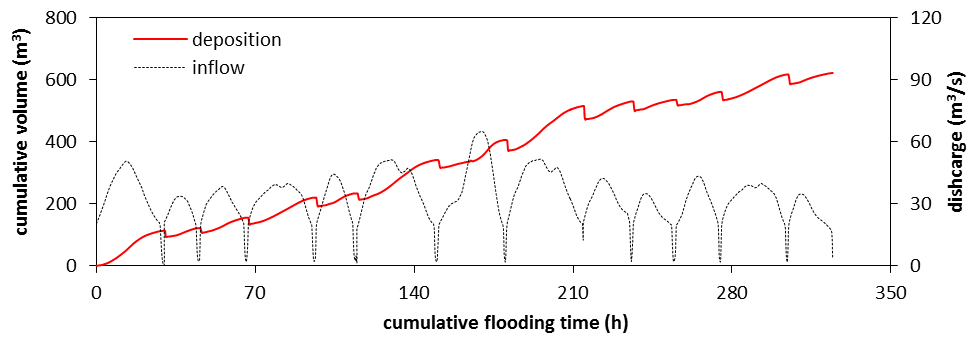 800
600
400
200
0
cumulative volume (m³)
deposition
inflow
120
90
60
30
0
dishcarge (m³/s)
0 70 140 210 280 350
cumulative flooding time (h)